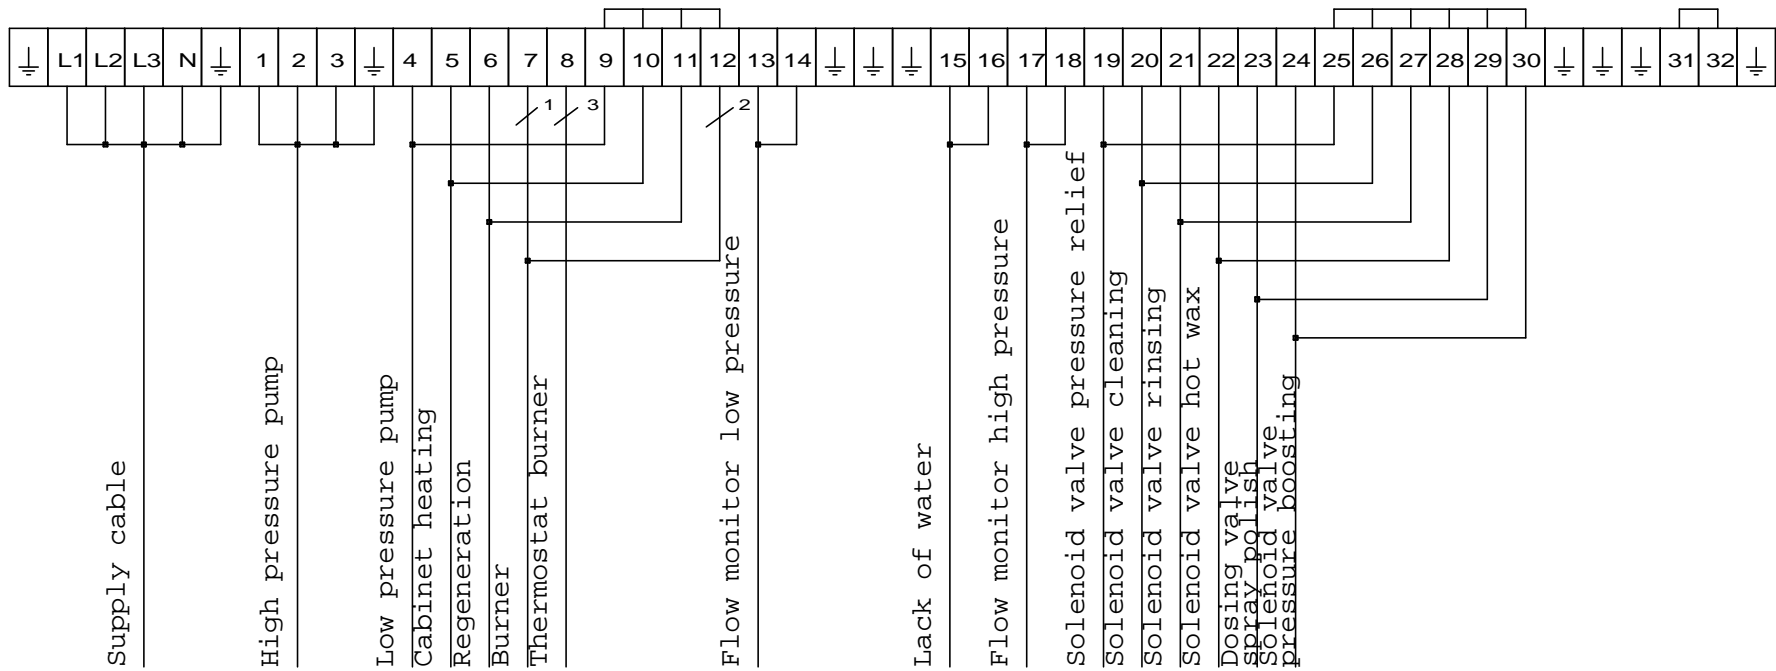 L1 L2 L3 N 1 2 3 4 5 6 7 8 9 10 11 12 13 14 15 16 17 18 19 20 21 22 23 24 25 26 27 28 29 30 31 32
1 3 2
Supply cable
High pressure pump
Low pressure pump
Cabinet heating
Regeneration
Burner
Thermostat burner
Flow monitor low pressure
Lack of water
Flow monitor high pressure
Solenoid valve pressure relief
Solenoid valve cleaning
Solenoid valve rinsing
Solenoid valve hot wax
Dosing valve
spray polish
Solenoid valve
pressure boosting